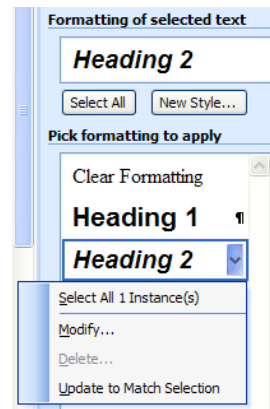 Formatting of selected text
Heading 2
Select All New Style...
Pick formatting to apply
Clear Formatting
Heading 1 ¶
Heading 2
Select All 1 Instance(s)
Modify...
Delete...
Update to Match Selection